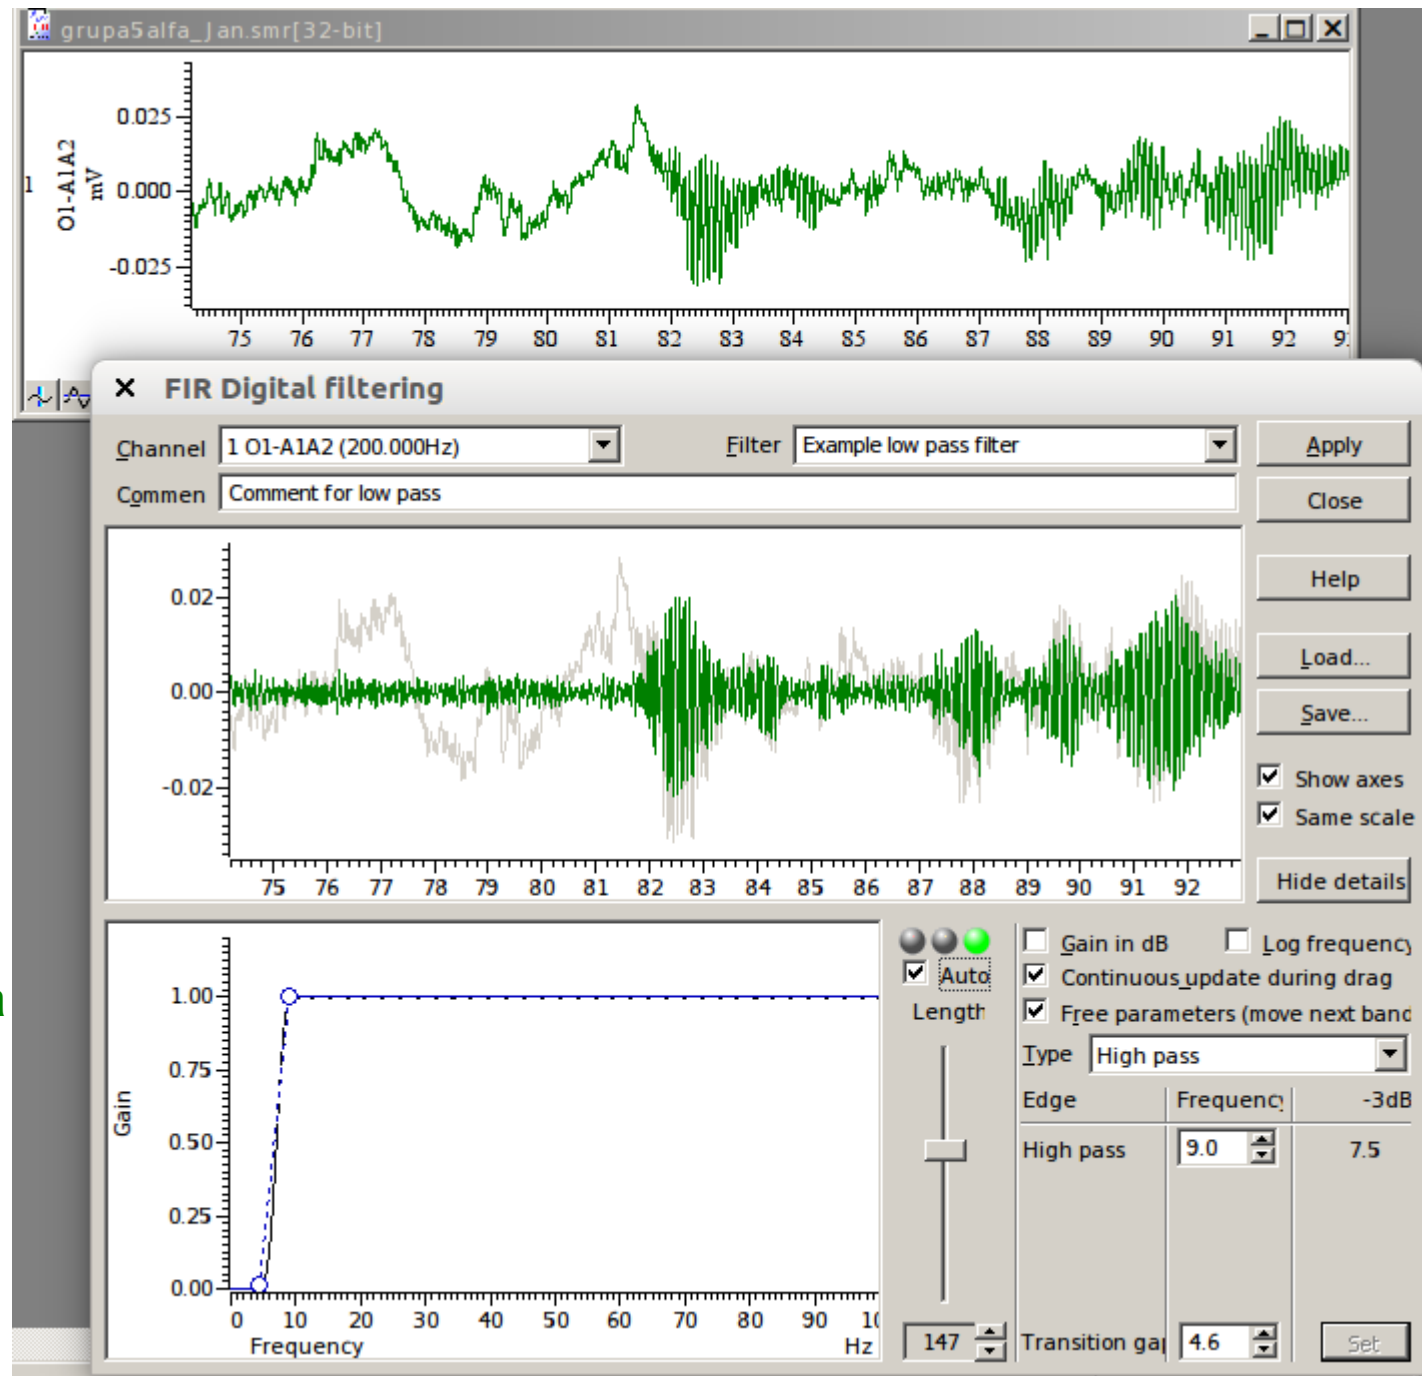 grupa5alfa_Jan.smr[32-bit]
1
O1-A1A2
mV
0.025
0.000
-0.025
75 76 77 78 79 80 81 82 83 84 85 86 87 88 89 90 91 92 9
FIR Digital filtering
Channel 1 O1-A1A2 (200.000Hz) Filter Example low pass filter Apply
Commen Comment for low pass Close
Help
Load...
Save...
Show axes
Same scale
Hide details
0.02
0.00
-0.02
75 76 77 78 79 80 81 82 83 84 85 86 87 88 89 90 91 92
Gain
1.00
0.75
0.50
0.25
0.00
0 10 20 30 40 50 60 70 80 90 10
Frequency Hz
Auto
Length
147
Gain in dB Log frequency
Continuous update during drag
Free parameters (move next band
Type High pass
Edge Frequency -3dB
High pass 9.0 7.5
Transition gap 4.6 Set
a